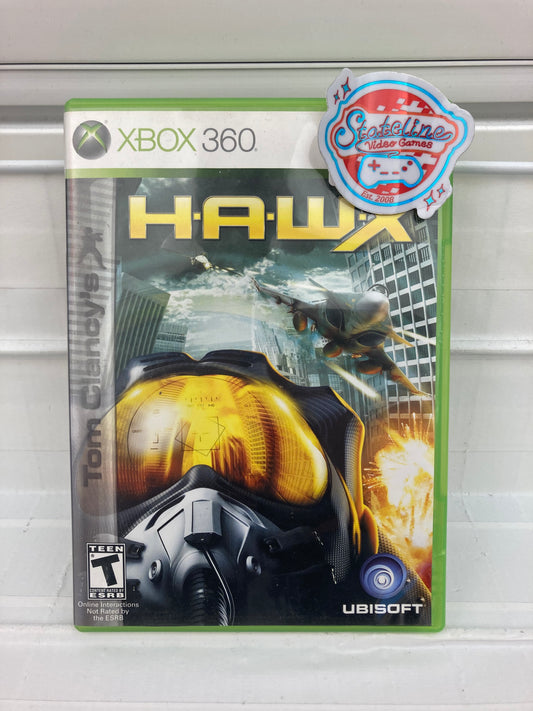 XBOX 360.
Stateline
Video Games
Est. 2008
H·A·W·X
Tom Clancy's
TEEN
T
CONTENT RATED BY
ESRB
Online Interactions
Not Rated by
the ESRB
UBISOFT